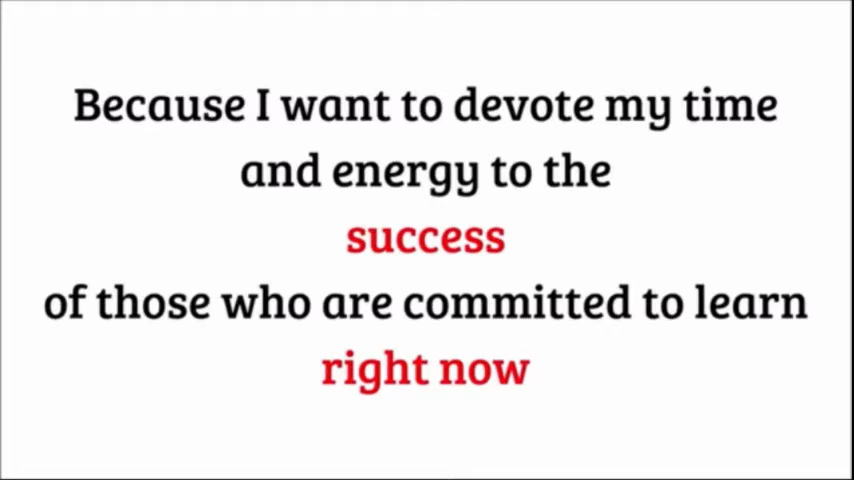 Because I want to devote my time
and energy to the
success
of those who are committed to learn
right now